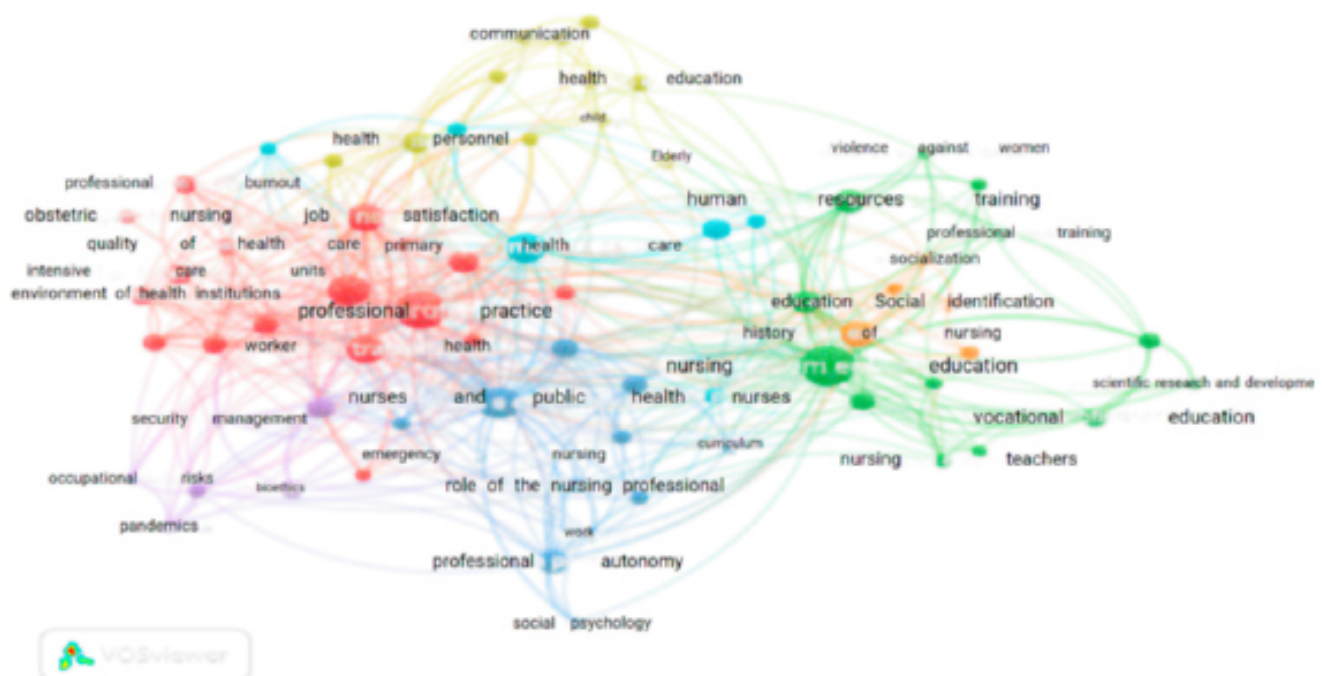 communication
health education
child
health personnel
Elderly
violence against women
professional
burnout
human
resources
training
obstetric nursing
job satisfaction
professional training
quality of health care
primary health care
socialization
intensive care units
environment of health institutions
education
Social identification
professional practice
history of nursing
worker health
nursing education
scientific research and developme
nurses and public health nurses
security management
vocational education
curriculum
emergency nursing
nursing teachers
occupational risks
bioethics
role of the nursing professional
pandemics
work
professional autonomy
social psychology
VOSviewer